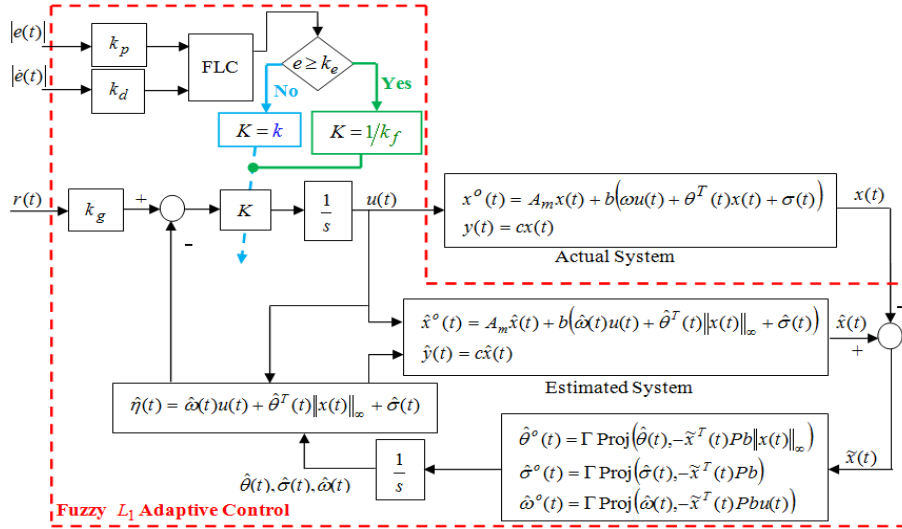 |e(t)|
k_p
|ė(t)|
k_d
FLC
e ≥ k_e
No
Yes
K = k
K = 1/k_f
r(t)
k_g
+
-
K
1/s
u(t)
x^o(t) = A_m x(t) + b(ωu(t) + θ^T(t)x(t) + σ(t))
y(t) = cx(t)
Actual System
x(t)
-
x̂^o(t) = A_m x̂(t) + b(ω̂(t)u(t) + θ̂^T(t)||x(t)||_∞ + σ̂(t))
ŷ(t) = cx̂(t)
Estimated System
x̂(t)
+
η̂(t) = ω̂(t)u(t) + θ̂^T(t)||x(t)||_∞ + σ̂(t)
θ̂(t), σ̂(t), ω̂(t)
1/s
θ̂^o(t) = Γ Proj(θ̂(t), -x̃^T(t)Pb||x(t)||_∞)
σ̂^o(t) = Γ Proj(σ̂(t), -x̃^T(t)Pb)
ω̂^o(t) = Γ Proj(ω̂(t), -x̃^T(t)Pbu(t))
x̃(t)
Fuzzy L_1 Adaptive Control